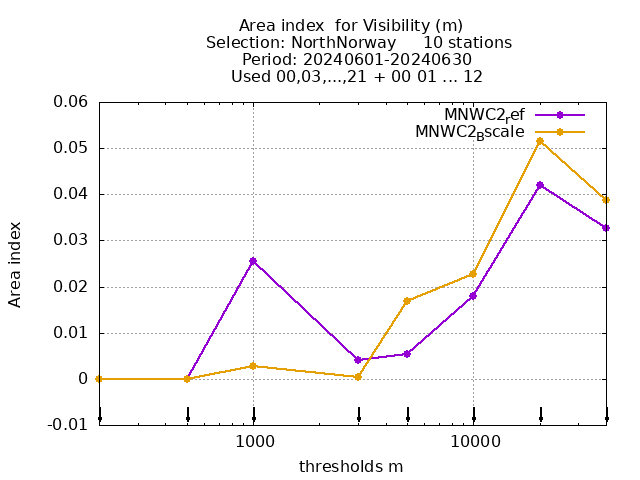 Area index  for Visibility (m)
Selection: NorthNorway     10 stations
Period: 20240601-20240630
Used 00,03,...,21 + 00 01 ... 12
MNWC2ref
MNWC2Bscale
0.06
0.05
0.04
0.03
0.02
0.01
0
-0.01
Area index
1000
10000
thresholds m